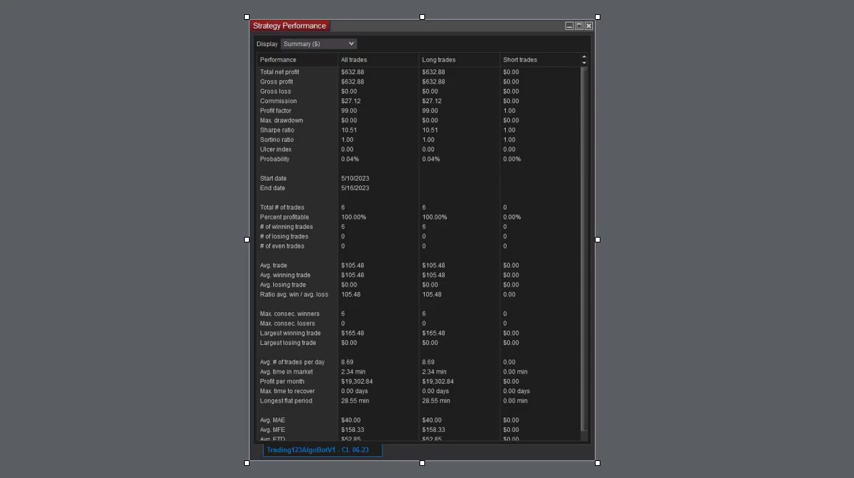 Strategy Performance
Display Summary ($)
Performance All trades Long trades Short trades
Total net profit $632.88 $632.88 $0.00
Gross profit $632.88 $632.88 $0.00
Gross loss $0.00 $0.00 $0.00
Commission $27.12 $27.12 $0.00
Profit factor 99.00 99.00 1.00
Max. drawdown $0.00 $0.00 $0.00
Sharpe ratio 10.51 10.51 1.00
Sortino ratio 1.00 1.00 1.00
Ulcer index 0.00 0.00 0.00
Probability 0.04% 0.04% 0.00%
Start date 5/10/2023
End date 5/16/2023
Total # of trades 6 6 0
Percent profitable 100.00% 100.00% 0.00%
# of winning trades 6 6 0
# of losing trades 0 0 0
# of even trades 0 0 0
Avg. trade $105.48 $105.48 $0.00
Avg. winning trade $105.48 $105.48 $0.00
Avg. losing trade $0.00 $0.00 $0.00
Ratio avg. win / avg. loss 105.48 105.48 0.00
Max. consec. winners 6 6 0
Max. consec. losers 0 0 0
Largest winning trade $165.48 $165.48 $0.00
Largest losing trade $0.00 $0.00 $0.00
Avg. # of trades per day 8.69 8.69 0.00
Avg. time in market 2.34 min 2.34 min 0.00 min
Profit per month $19,302.84 $19,302.84 $0.00
Max. time to recover 0.00 days 0.00 days 0.00 days
Longest flat period 28.55 min 28.55 min 0.00 min
Avg. MAE $40.00 $40.00 $0.00
Avg. MFE $158.33 $158.33 $0.00
Avg. ETD $52.85 $52.85 $0.00
Trading123AlgoBotV1 - CL 06.23